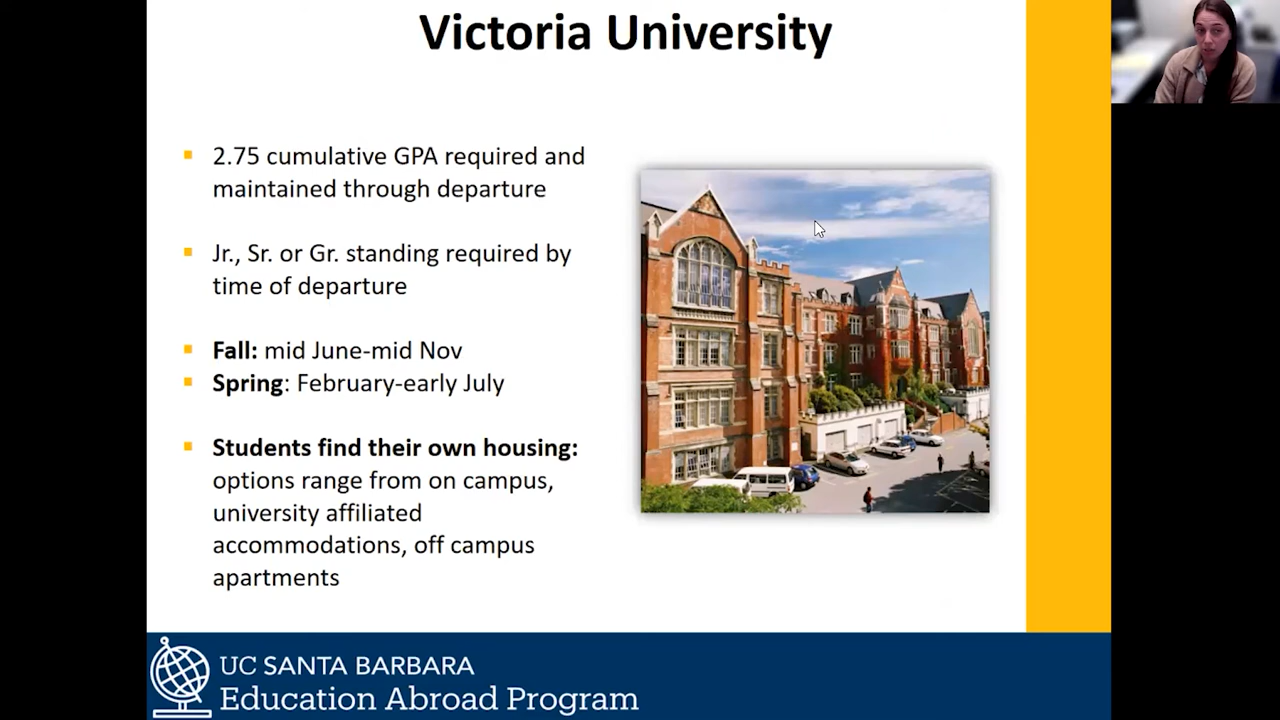 Victoria University
2.75 cumulative GPA required and
maintained through departure
Jr., Sr. or Gr. standing required by
time of departure
Fall: mid June-mid Nov
Spring: February-early July
Students find their own housing:
options range from on campus,
university affiliated
accommodations, off campus
apartments
UC SANTA BARBARA
Education Abroad Program